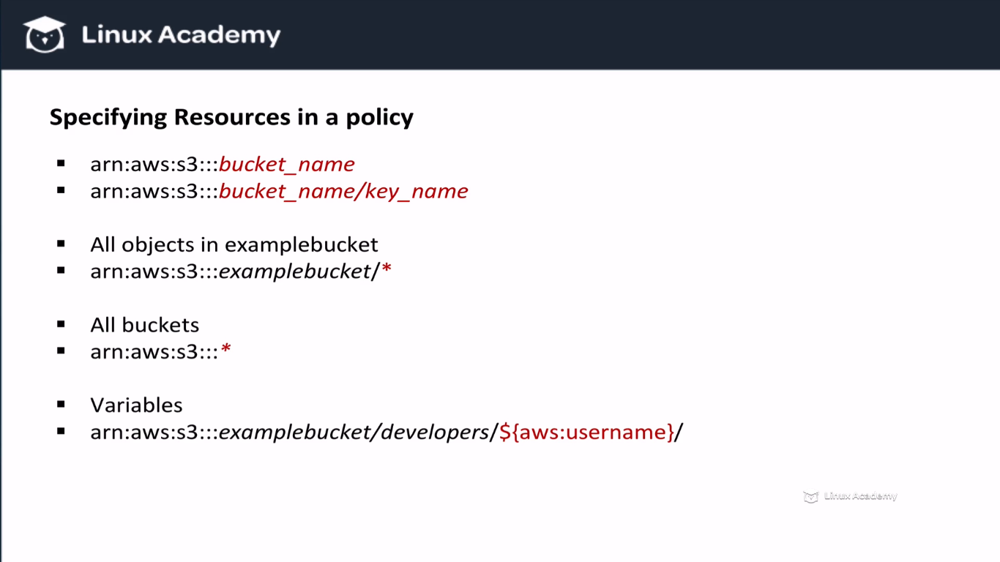 Linux Academy
Specifying Resources in a policy
▪ arn:aws:s3:::bucket_name
▪ arn:aws:s3:::bucket_name/key_name
▪ All objects in examplebucket
▪ arn:aws:s3:::examplebucket/*
▪ All buckets
▪ arn:aws:s3:::*
▪ Variables
▪ arn:aws:s3:::examplebucket/developers/${aws:username}/
Linux Academy